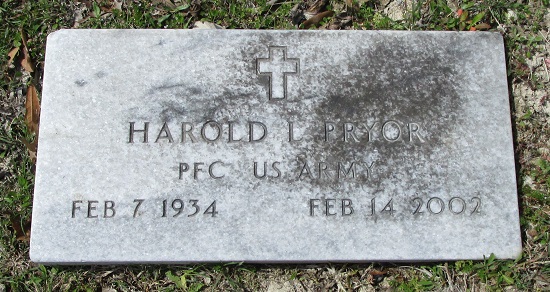 HAROLD L PRYOR
PFC US ARMY
FEB 7 1934 FEB 14 2002